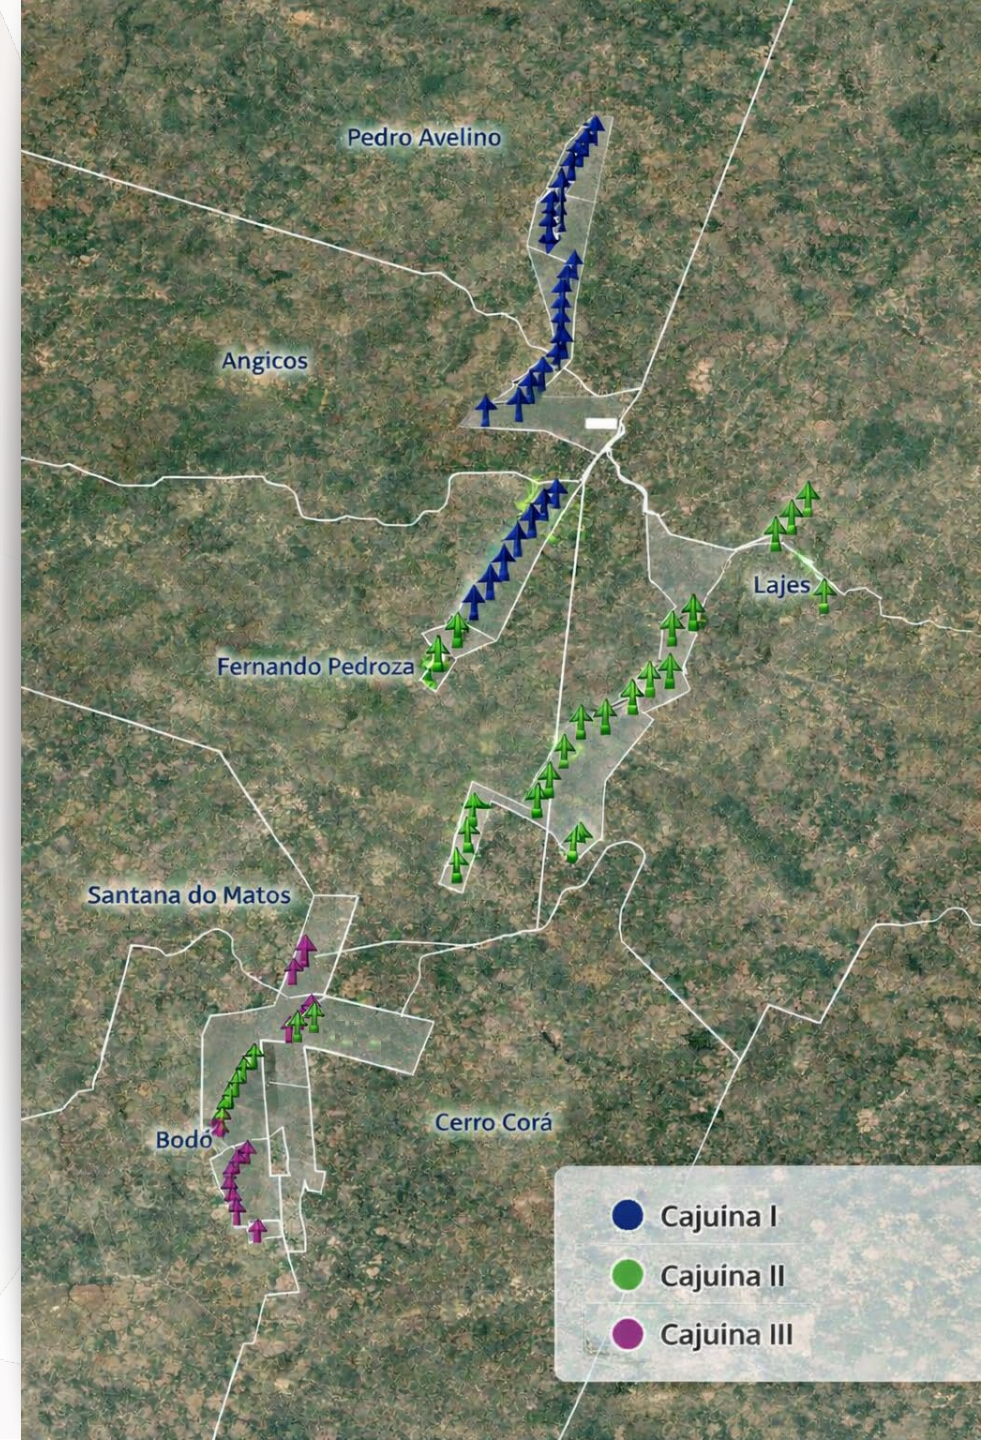 Pedro Avelino
Angicos
Lajes
Fernando Pedroza
Santana do Matos
Cerro Corá
Bodó
Cajuína I
Cajuína II
Cajuína III